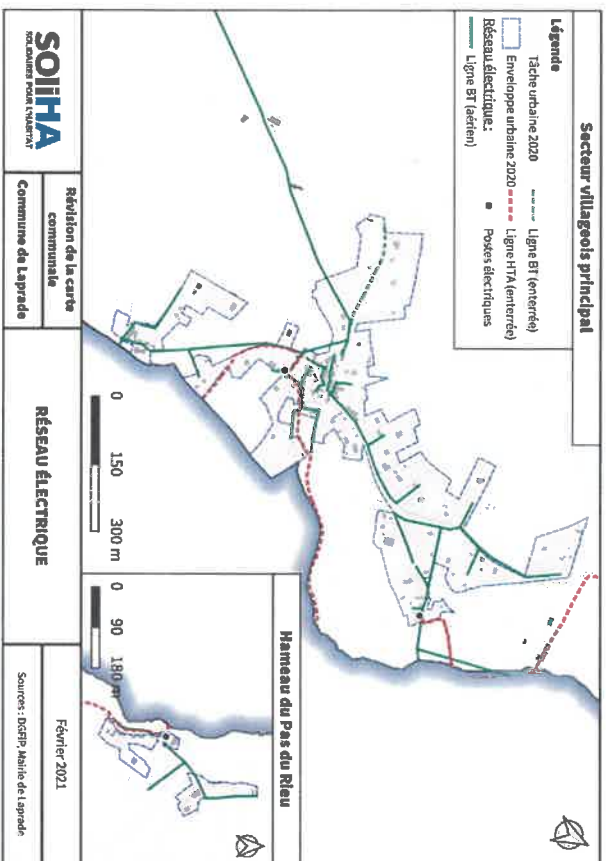 Secteur villageois principal
Légende
Tâche urbaine 2020
Enveloppe urbaine 2020
Réseau électrique :
Ligne BT (aérien)
Ligne BT (enterrée)
Ligne HTA (enterrée)
Postes électriques
0 150 300 m
Hameau du Pas du Rieu
0 90 180 m
SOliHA
SOLIDAIRES POUR L'HABITAT
Révision de la carte
communale
Commune de Laprade
RÉSEAU ÉLECTRIQUE
Février 2021
Sources : DGFIP, Mairie de Laprade